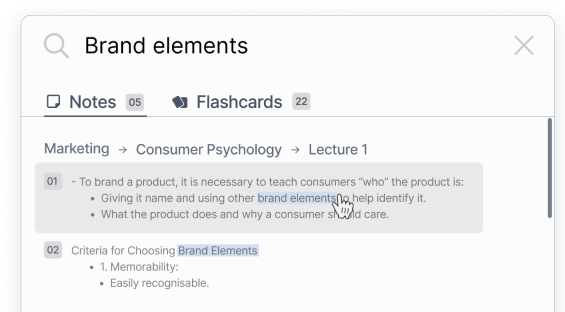 Brand elements
Notes 05 Flashcards 22
Marketing → Consumer Psychology → Lecture 1
01 - To brand a product, it is necessary to teach consumers “who” the product is:
• Giving it name and using other brand elements to help identify it.
• What the product does and why a consumer should care.
02 Criteria for Choosing Brand Elements
• 1. Memorability:
• Easily recognisable.